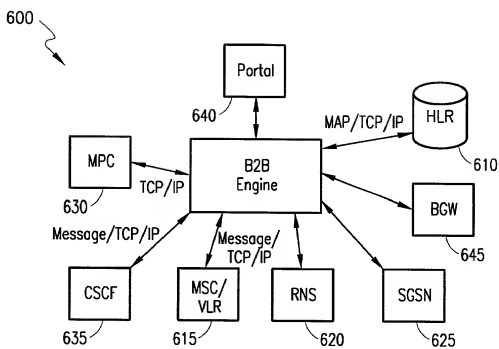 600
Portal
640
MAP/TCP/IP
HLR
610
MPC
630
TCP/IP
B2B
Engine
BGW
645
Message/TCP/IP
Message/
TCP/IP
CSCF
635
MSC/
VLR
615
RNS
620
SGSN
625